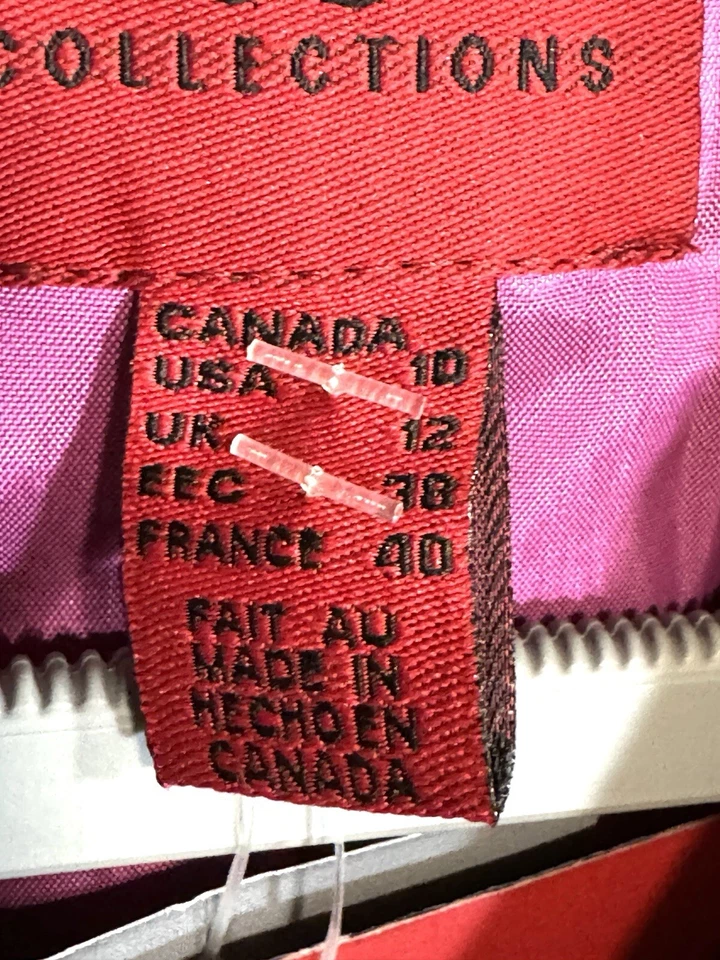 COLLECTIONS
CANADA
USA 10
UK 12
EEC 38
FRANCE 40
FAIT AU
MADE IN
HECHO EN
CANADA